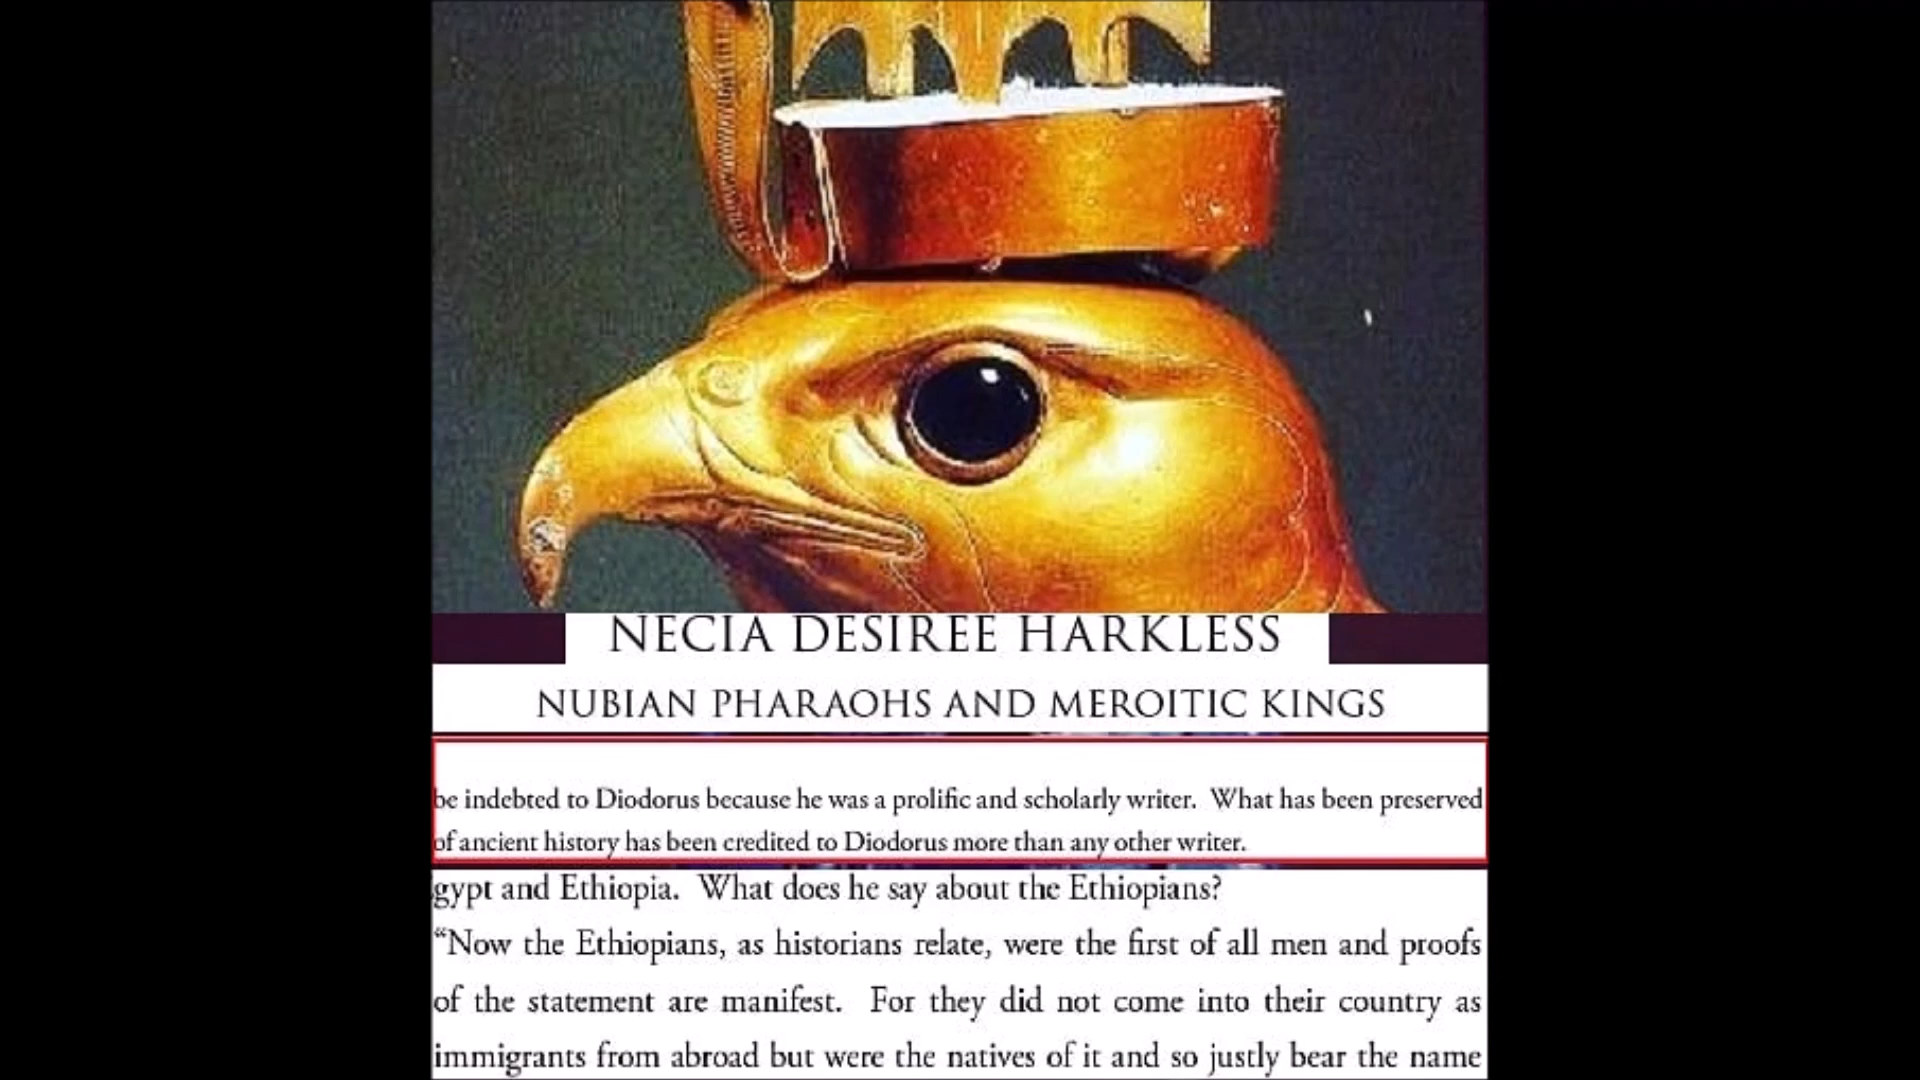 NECIA DESIREE HARKLESS
NUBIAN PHARAOHS AND MEROITIC KINGS
be indebted to Diodorus because he was a prolific and scholarly writer. What has been preserved
of ancient history has been credited to Diodorus more than any other writer.
gypt and Ethiopia. What does he say about the Ethiopians?
“Now the Ethiopians, as historians relate, were the first of all men and proofs
of the statement are manifest. For they did not come into their country as
immigrants from abroad but were the natives of it and so justly bear the name